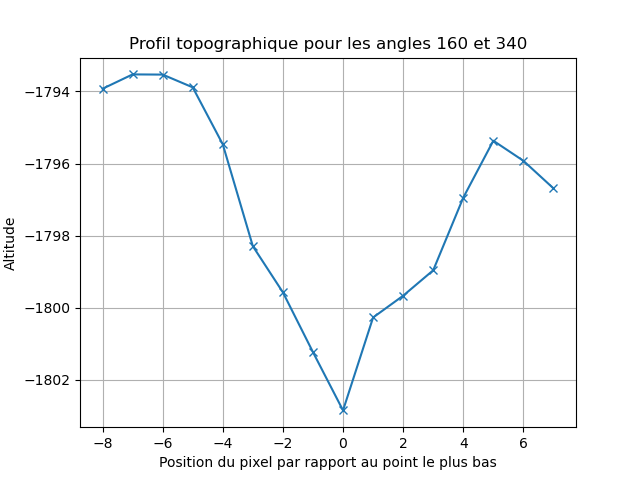 Profil topographique pour les angles 160 et 340
Altitude
−1794
−1796
−1798
−1800
−1802
−8 −6 −4 −2 0 2 4 6
Position du pixel par rapport au point le plus bas